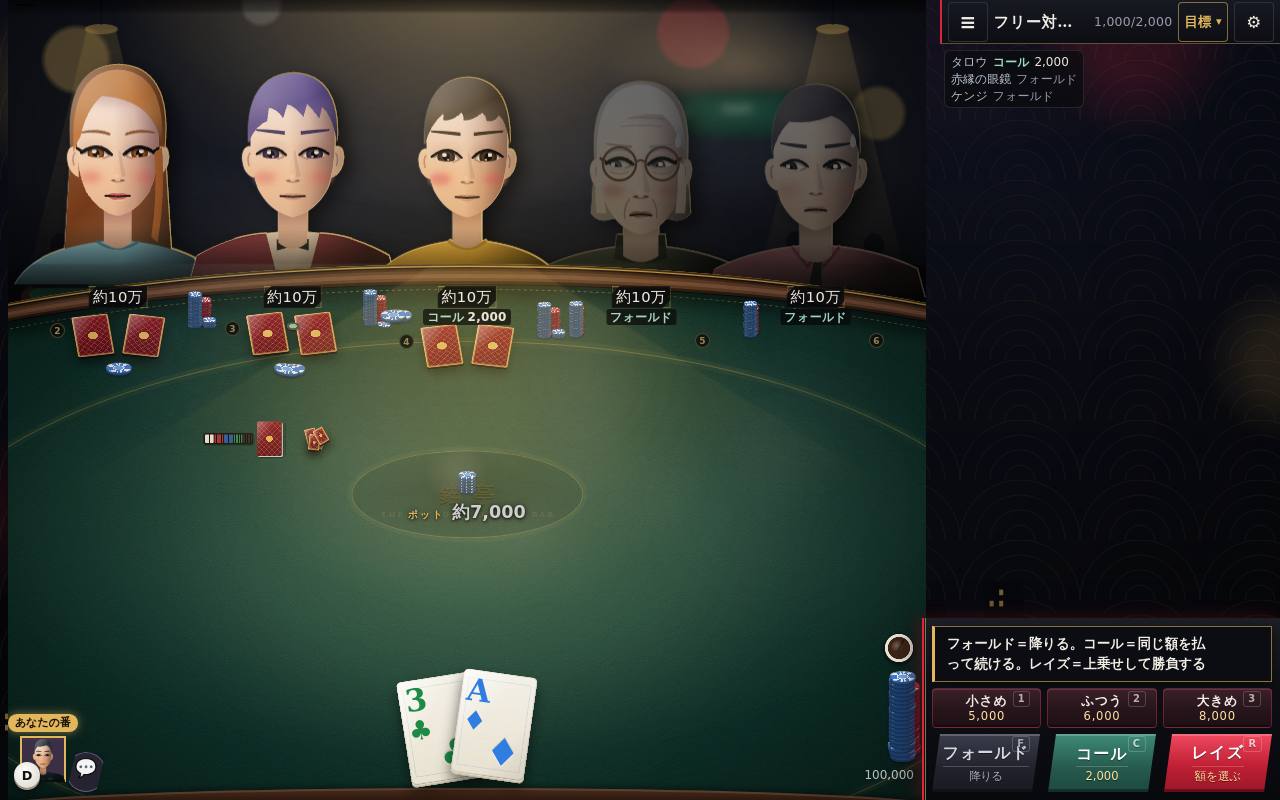 フリー対…
1,000/2,000
目標 ▾
タロウ コール 2,000
赤縁の眼鏡 フォールド
ケンジ フォールド
約10万
約10万
約10万
約10万
約10万
コール 2,000
フォールド
フォールド
2
3
4
5
6
ポット 約7,000
3
A
あなたの番
D
100,000
フォールド＝降りる。コール＝同じ額を払
って続ける。レイズ＝上乗せして勝負する
小さめ 1
5,000
ふつう 2
6,000
大きめ 3
8,000
フォールド F
降りる
コール C
2,000
レイズ R
額を選ぶ